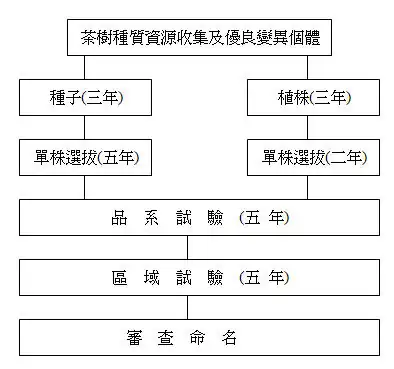 茶樹種質資源收集及優良變異個體
種子(三年)
植株(三年)
單株選拔(五年)
單株選拔(二年)
品 系 試 驗 (五 年)
區 域 試 驗 (五 年)
審 查 命 名